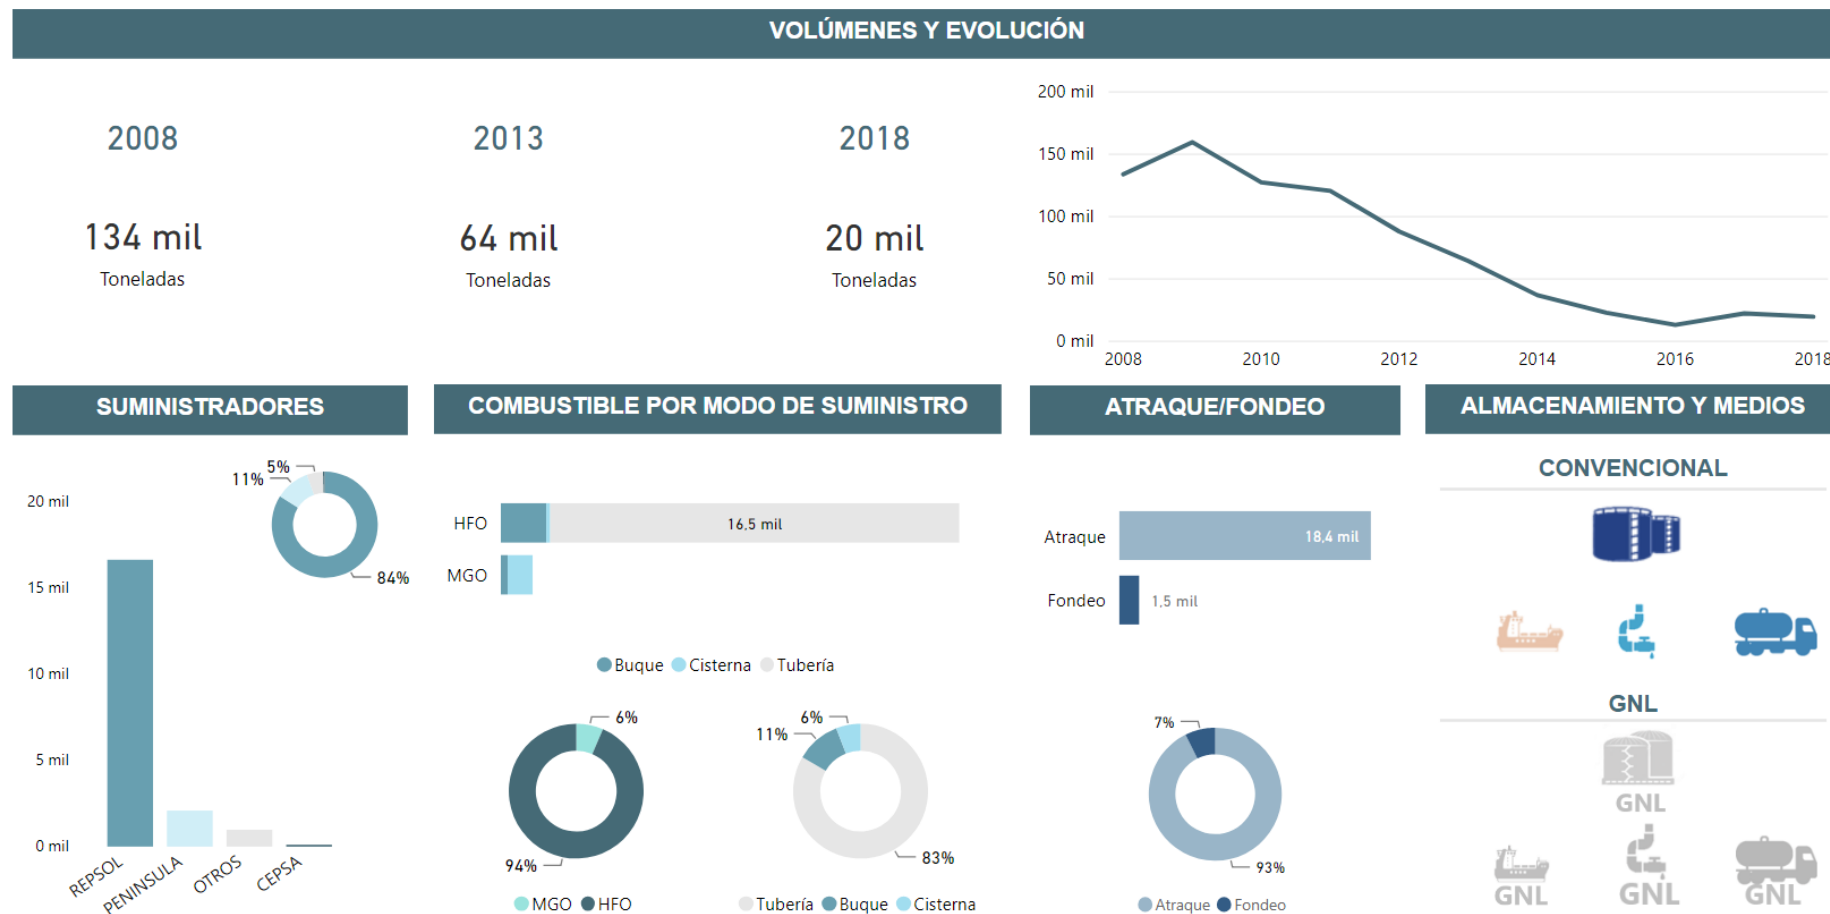 VOLÚMENES Y EVOLUCIÓN
2008
2013
2018
134 mil
64 mil
20 mil
Toneladas
Toneladas
Toneladas
200 mil
150 mil
100 mil
50 mil
0 mil
2008 2010 2012 2014 2016 2018
SUMINISTRADORES
20 mil
15 mil
10 mil
5 mil
0 mil
5%
11%
84%
REPSOL PENINSULA OTROS CEPSA
COMBUSTIBLE POR MODO DE SUMINISTRO
HFO 16,5 mil
MGO
Buque Cisterna Tubería
6%
94%
MGO HFO
6%
11%
83%
Tubería Buque Cisterna
ATRAQUE/FONDEO
Atraque 18,4 mil
Fondeo 1,5 mil
7%
93%
Atraque Fondeo
ALMACENAMIENTO Y MEDIOS
CONVENCIONAL
GNL
GNL
GNL GNL GNL